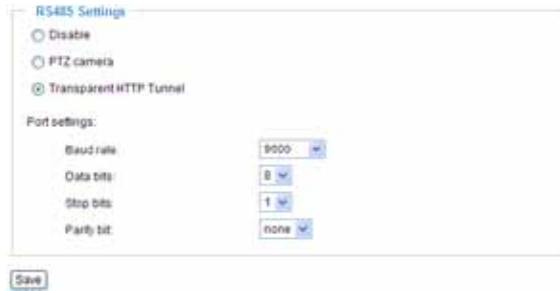 RS485 Settings
Disable
PTZ camera
Transparent HTTP Tunnel
Port settings:
Baud rate 9600
Data bits 8
Stop bits 1
Parity bit none
Save